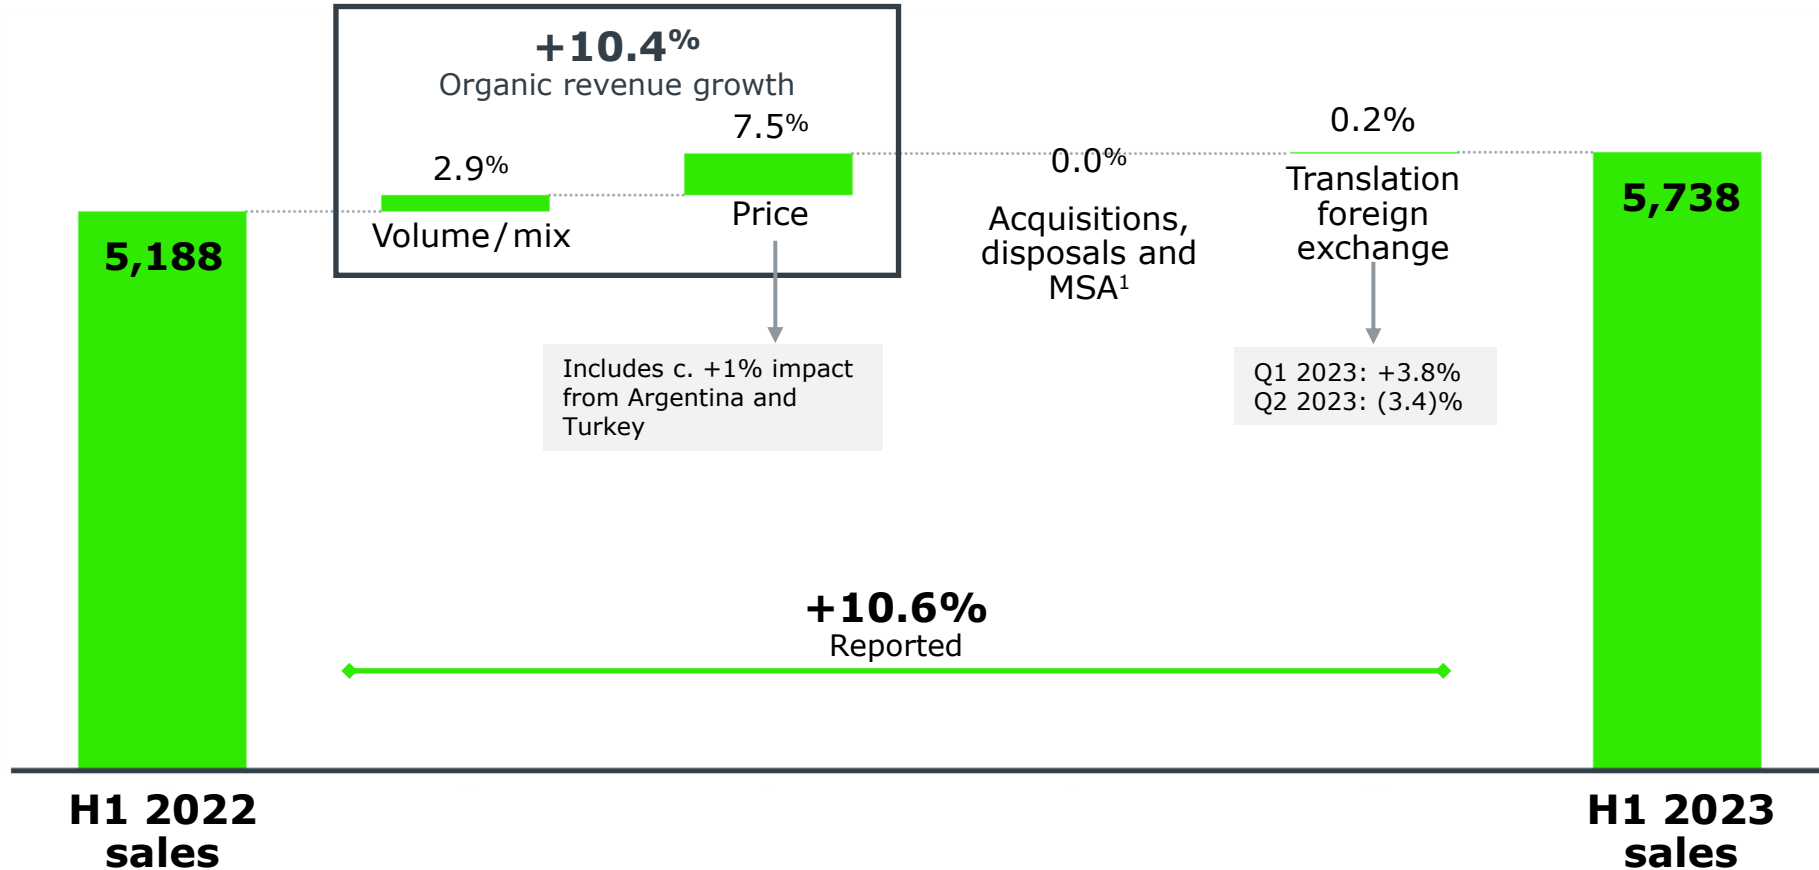 +10.4%
Organic revenue growth
7.5%
2.9%
0.0%
0.2%
Volume/mix
Price
Acquisitions,
disposals and
MSA¹
Translation
foreign
exchange
5,188
5,738
Includes c. +1% impact
from Argentina and
Turkey
Q1 2023: +3.8%
Q2 2023: (3.4)%
+10.6%
Reported
H1 2022
sales
H1 2023
sales